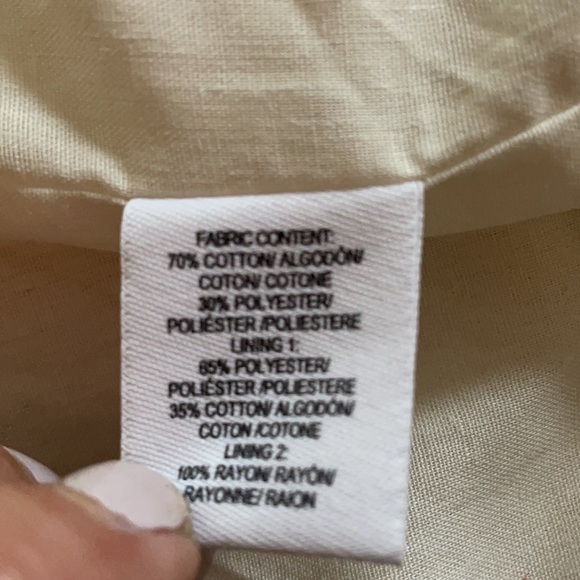 FABRIC CONTENT:
70% COTTON/ ALGODÓN/
COTON/ COTONE
30% POLYESTER/
POLIÉSTER /POLIESTERE
LINING 1:
65% POLYESTER/
POLIÉSTER /POLIESTERE
35% COTTON/ ALGODÓN/
COTON /COTONE
LINING 2:
100% RAYON/ RAYÓN/
RAYONNE/ RAION